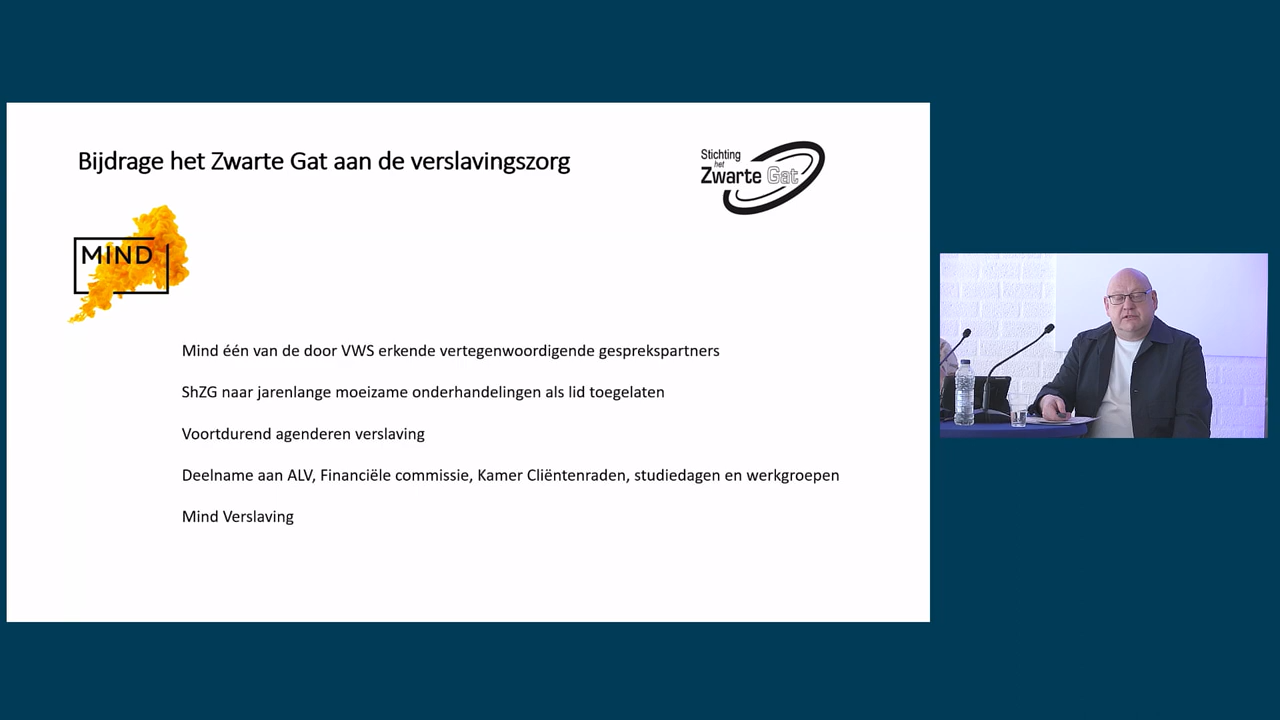 Bijdrage het Zwarte Gat aan de verslavingszorg
Stichting
het
Zwarte Gat
MIND
Mind één van de door VWS erkende vertegenwoordigende gesprekspartners
ShZG naar jarenlange moeizame onderhandelingen als lid toegelaten
Voortdurend agenderen verslaving
Deelname aan ALV, Financiële commissie, Kamer Cliëntenraden, studiedagen en werkgroepen
Mind Verslaving